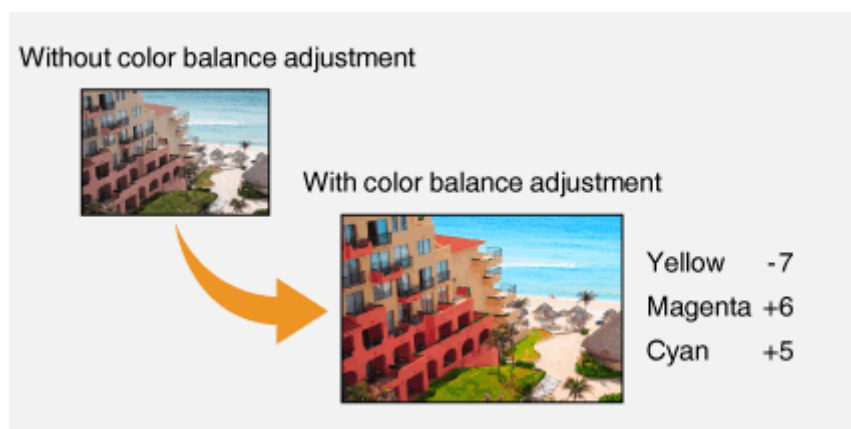 Without color balance adjustment
With color balance adjustment
Yellow -7
Magenta +6
Cyan +5